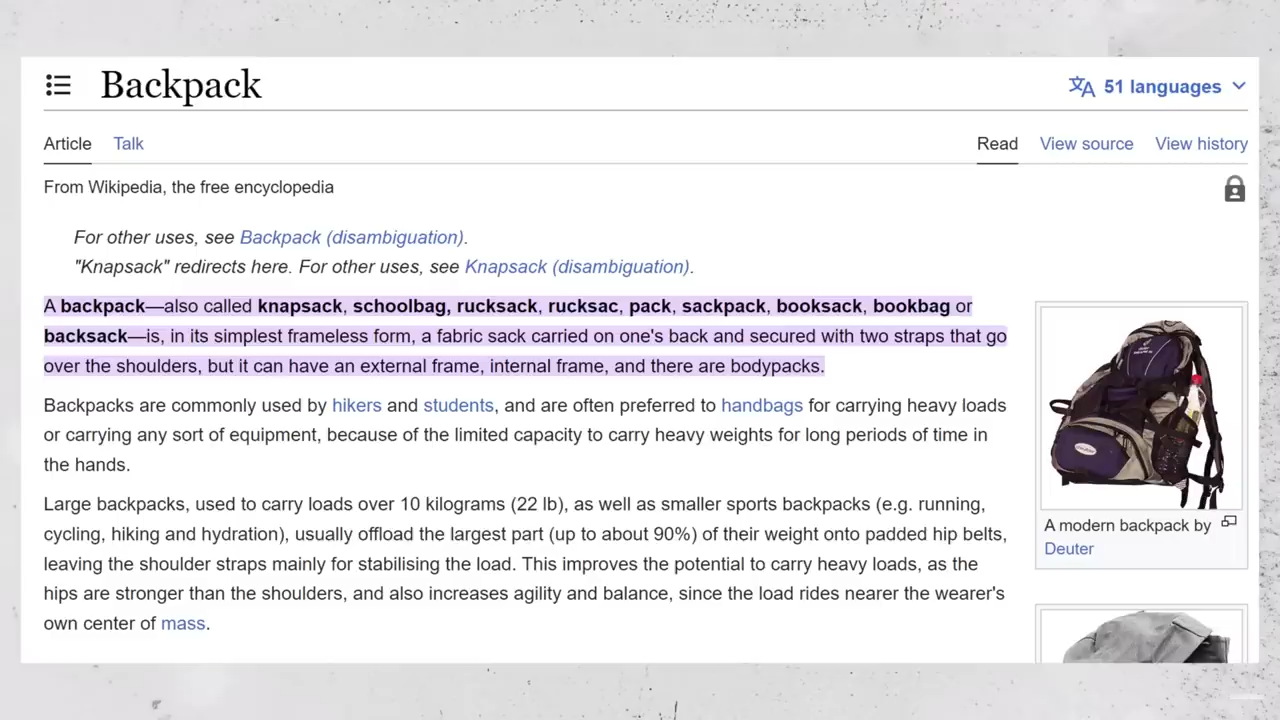 Backpack
51 languages
Article Talk
Read View source View history
From Wikipedia, the free encyclopedia
For other uses, see Backpack (disambiguation).
"Knapsack" redirects here. For other uses, see Knapsack (disambiguation).
A backpack—also called knapsack, schoolbag, rucksack, rucksac, pack, sackpack, booksack, bookbag or
backsack—is, in its simplest frameless form, a fabric sack carried on one's back and secured with two straps that go
over the shoulders, but it can have an external frame, internal frame, and there are bodypacks.
Backpacks are commonly used by hikers and students, and are often preferred to handbags for carrying heavy loads
or carrying any sort of equipment, because of the limited capacity to carry heavy weights for long periods of time in
the hands.
Large backpacks, used to carry loads over 10 kilograms (22 lb), as well as smaller sports backpacks (e.g. running,
cycling, hiking and hydration), usually offload the largest part (up to about 90%) of their weight onto padded hip belts,
leaving the shoulder straps mainly for stabilising the load. This improves the potential to carry heavy loads, as the
hips are stronger than the shoulders, and also increases agility and balance, since the load rides nearer the wearer's
own center of mass.
A modern backpack by
Deuter